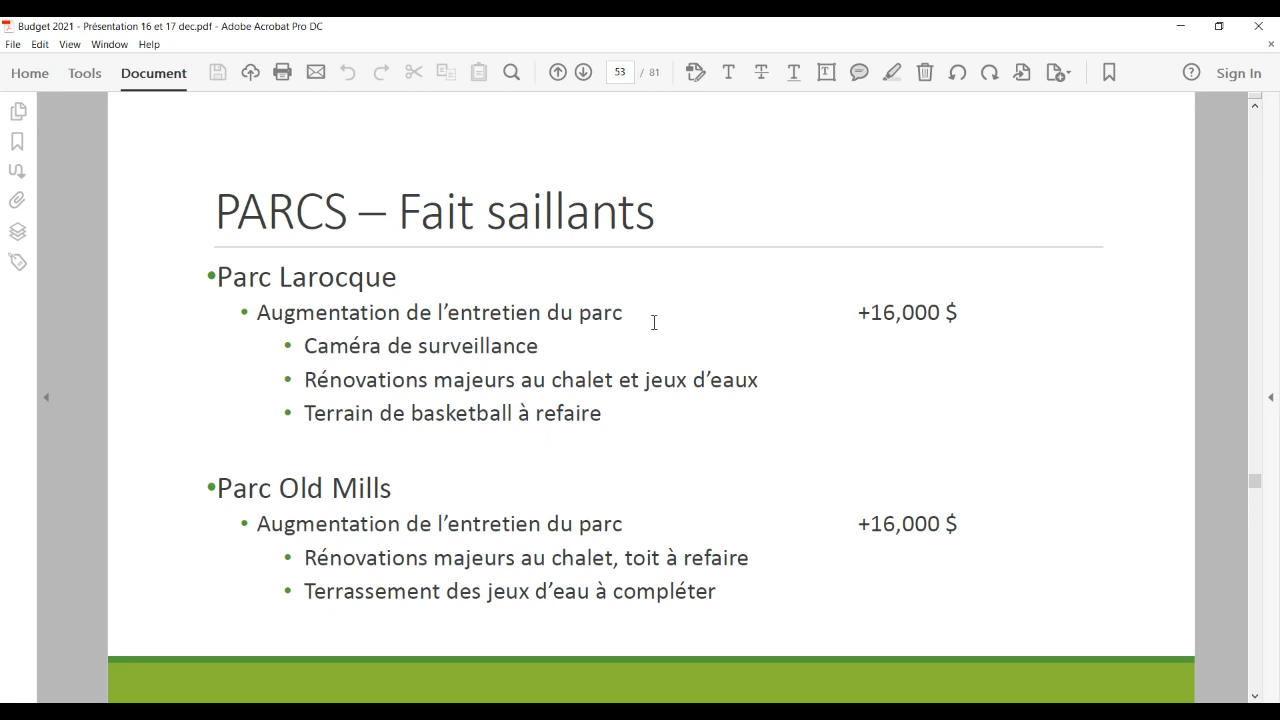 Budget 2021 - Présentation 16 et 17 dec.pdf - Adobe Acrobat Pro DC
File Edit View Window Help
Home Tools Document 53 / 81 Sign In
PARCS – Fait saillants
•Parc Larocque
• Augmentation de l’entretien du parc +16,000 $
• Caméra de surveillance
• Rénovations majeurs au chalet et jeux d’eaux
• Terrain de basketball à refaire
•Parc Old Mills
• Augmentation de l’entretien du parc +16,000 $
• Rénovations majeurs au chalet, toit à refaire
• Terrassement des jeux d’eau à compléter